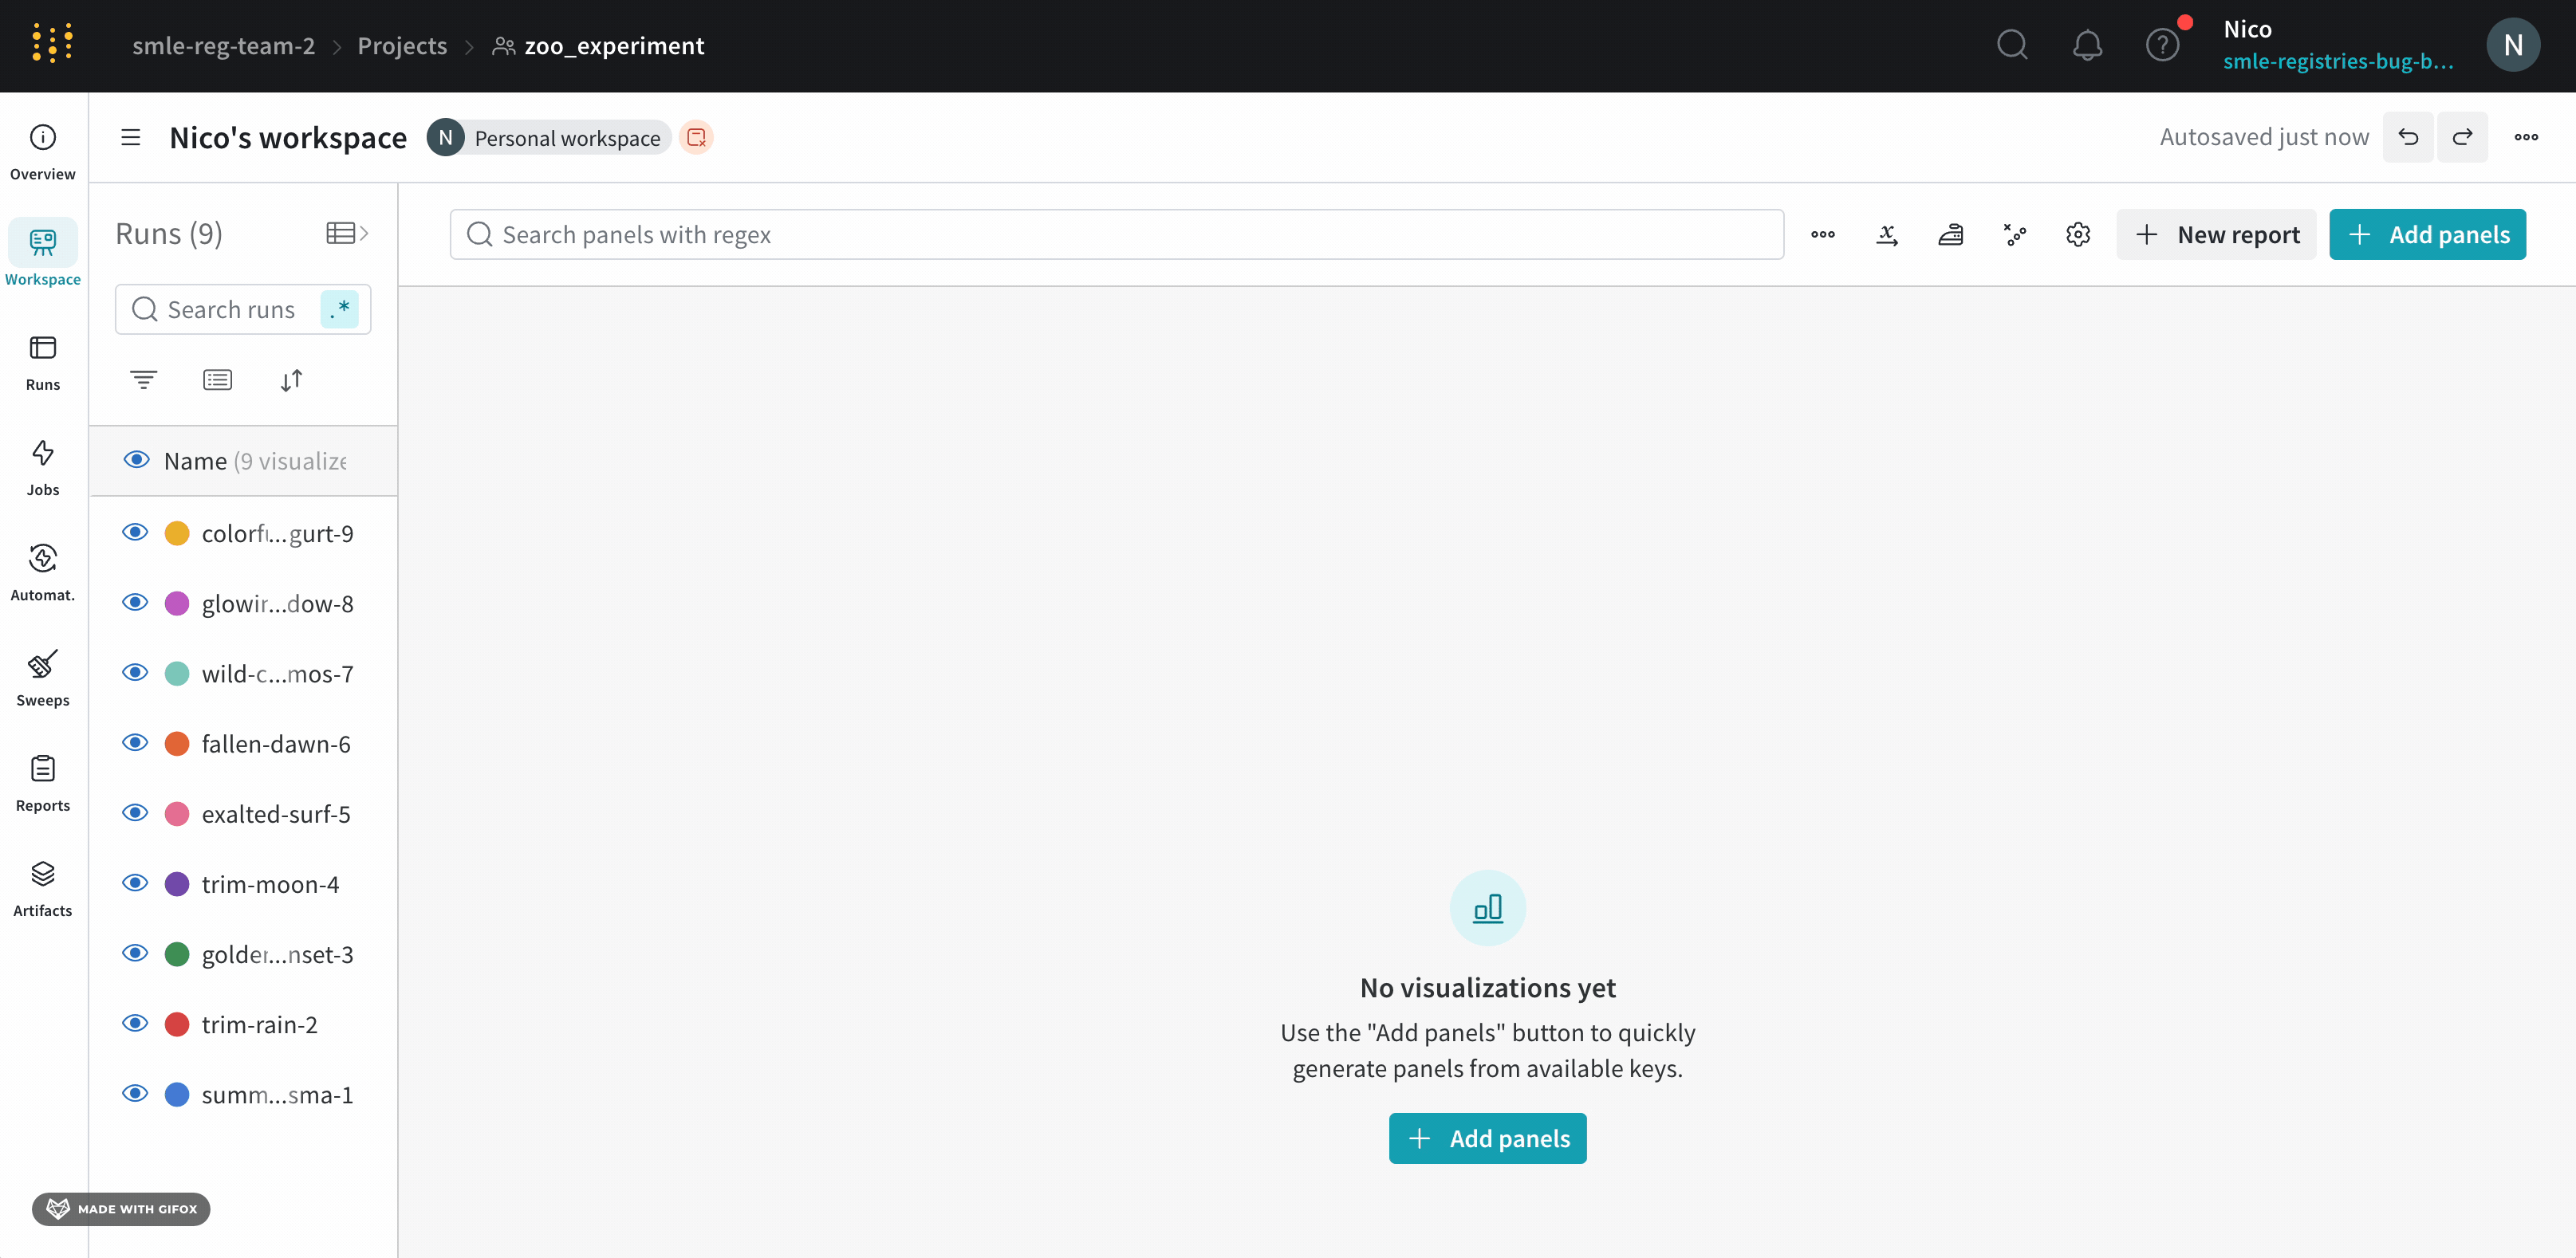 smle-reg-team-2 > Projects > zoo_experiment
Nico
smle-registries-bug-b...
N
Overview
Workspace
Runs
Jobs
Automat.
Sweeps
Reports
Artifacts
Nico's workspace
N Personal workspace
Autosaved just now
Runs (9)
Search runs .*
Name (9 visualize
colorfu...gurt-9
glowin...dow-8
wild-c...mos-7
fallen-dawn-6
exalted-surf-5
trim-moon-4
golden...nset-3
trim-rain-2
summ...sma-1
Search panels with regex
New report
Add panels
No visualizations yet
Use the "Add panels" button to quickly
generate panels from available keys.
Add panels
MADE WITH GIFOX